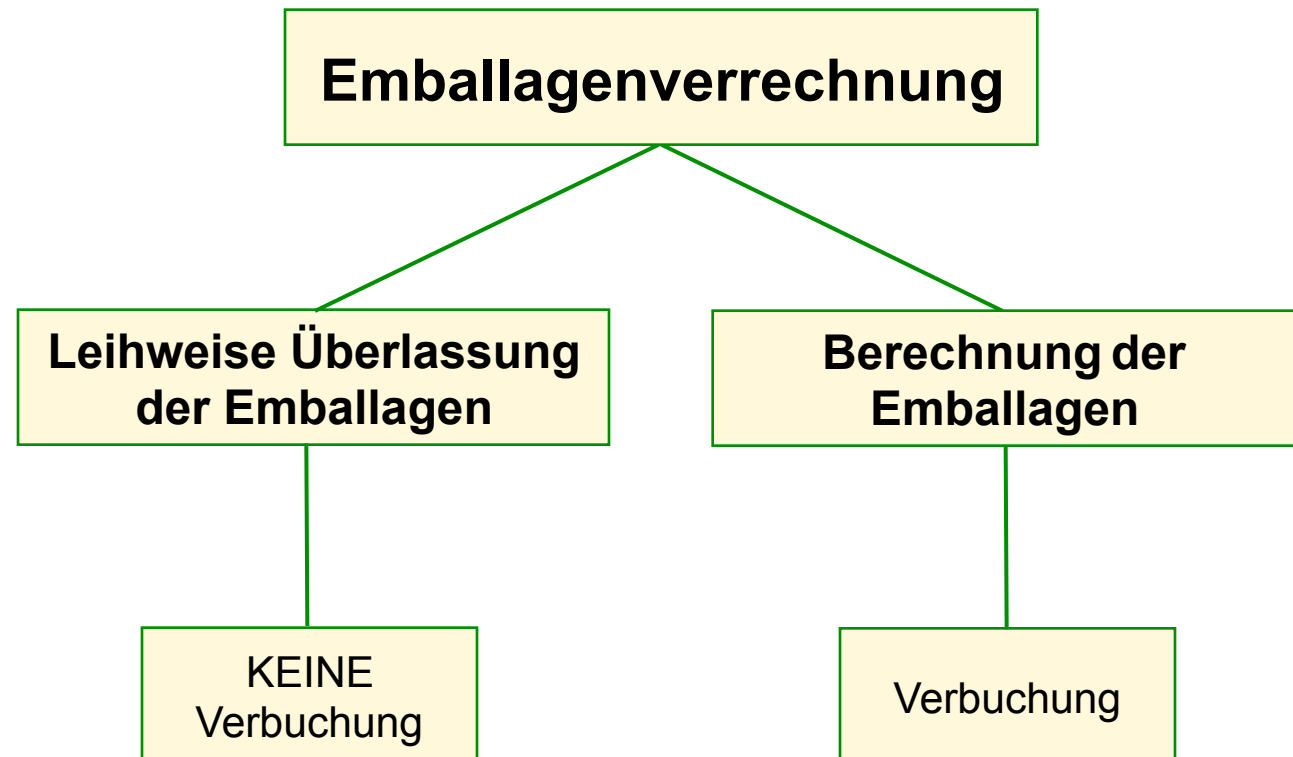 Emballagenverrechnung
Leihweise Überlassung
der Emballagen
Berechnung der
Emballagen
KEINE
Verbuchung
Verbuchung